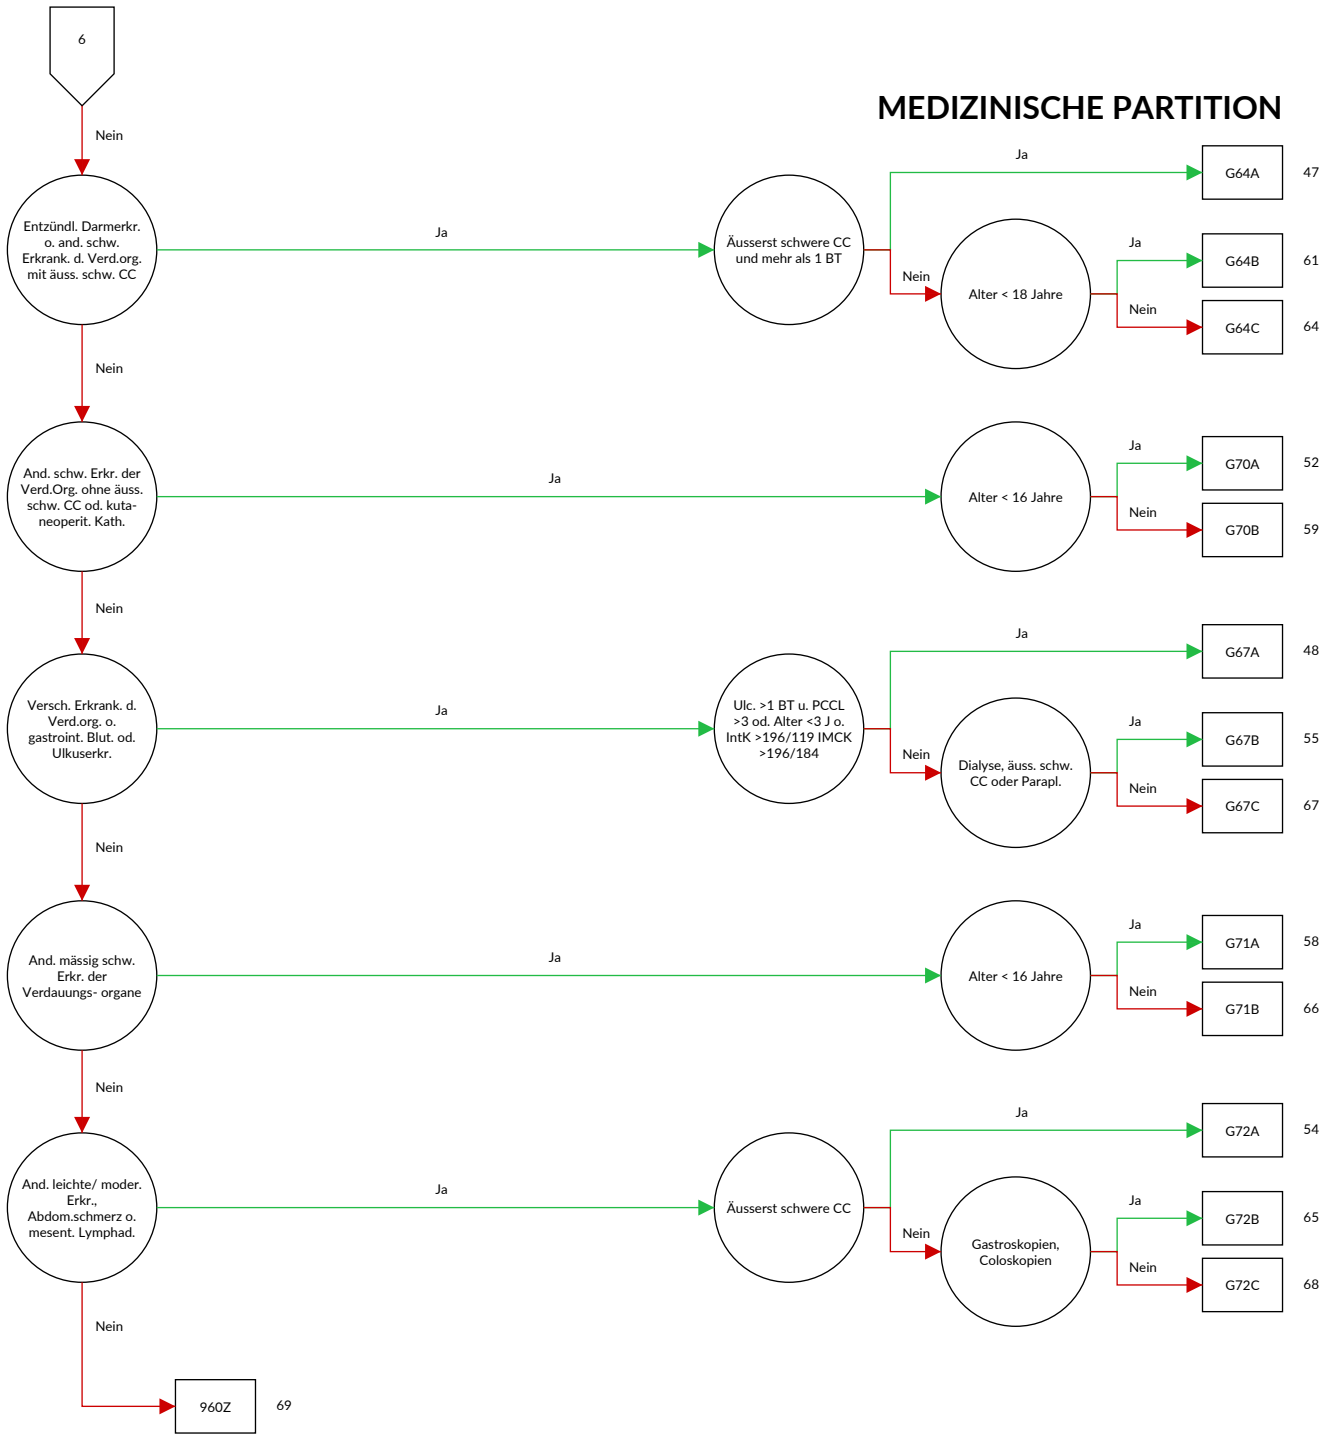 6
MEDIZINISCHE PARTITION
Nein
Entzündl. Darmerkr.
o. and. schw.
Erkrank. d. Verd.org.
mit äuss. schw. CC
Ja
Äusserst schwere CC
und mehr als 1 BT
Ja
G64A
47
Nein
Alter < 18 Jahre
Ja
G64B
61
Nein
G64C
64
Nein
And. schw. Erkr. der
Verd.Org. ohne äuss.
schw. CC od. kuta-
neoperit. Kath.
Ja
Alter < 16 Jahre
Ja
G70A
52
Nein
G70B
59
Nein
Versch. Erkrank. d.
Verd.org. o.
gastroint. Blut. od.
Ulkuserkr.
Ja
Ulc. >1 BT u. PCCL
>3 od. Alter <3 J o.
IntK >196/119 IMCK
>196/184
Ja
G67A
48
Nein
Dialyse, äuss. schw.
CC oder Parapl.
Ja
G67B
55
Nein
G67C
67
Nein
And. mässig schw.
Erkr. der
Verdauungs- organe
Ja
Alter < 16 Jahre
Ja
G71A
58
Nein
G71B
66
Nein
And. leichte/ moder.
Erkr.,
Abdom.schmerz o.
mesent. Lymphad.
Ja
Äusserst schwere CC
Ja
G72A
54
Nein
Gastroskopien,
Coloskopien
Ja
G72B
65
Nein
G72C
68
Nein
960Z
69